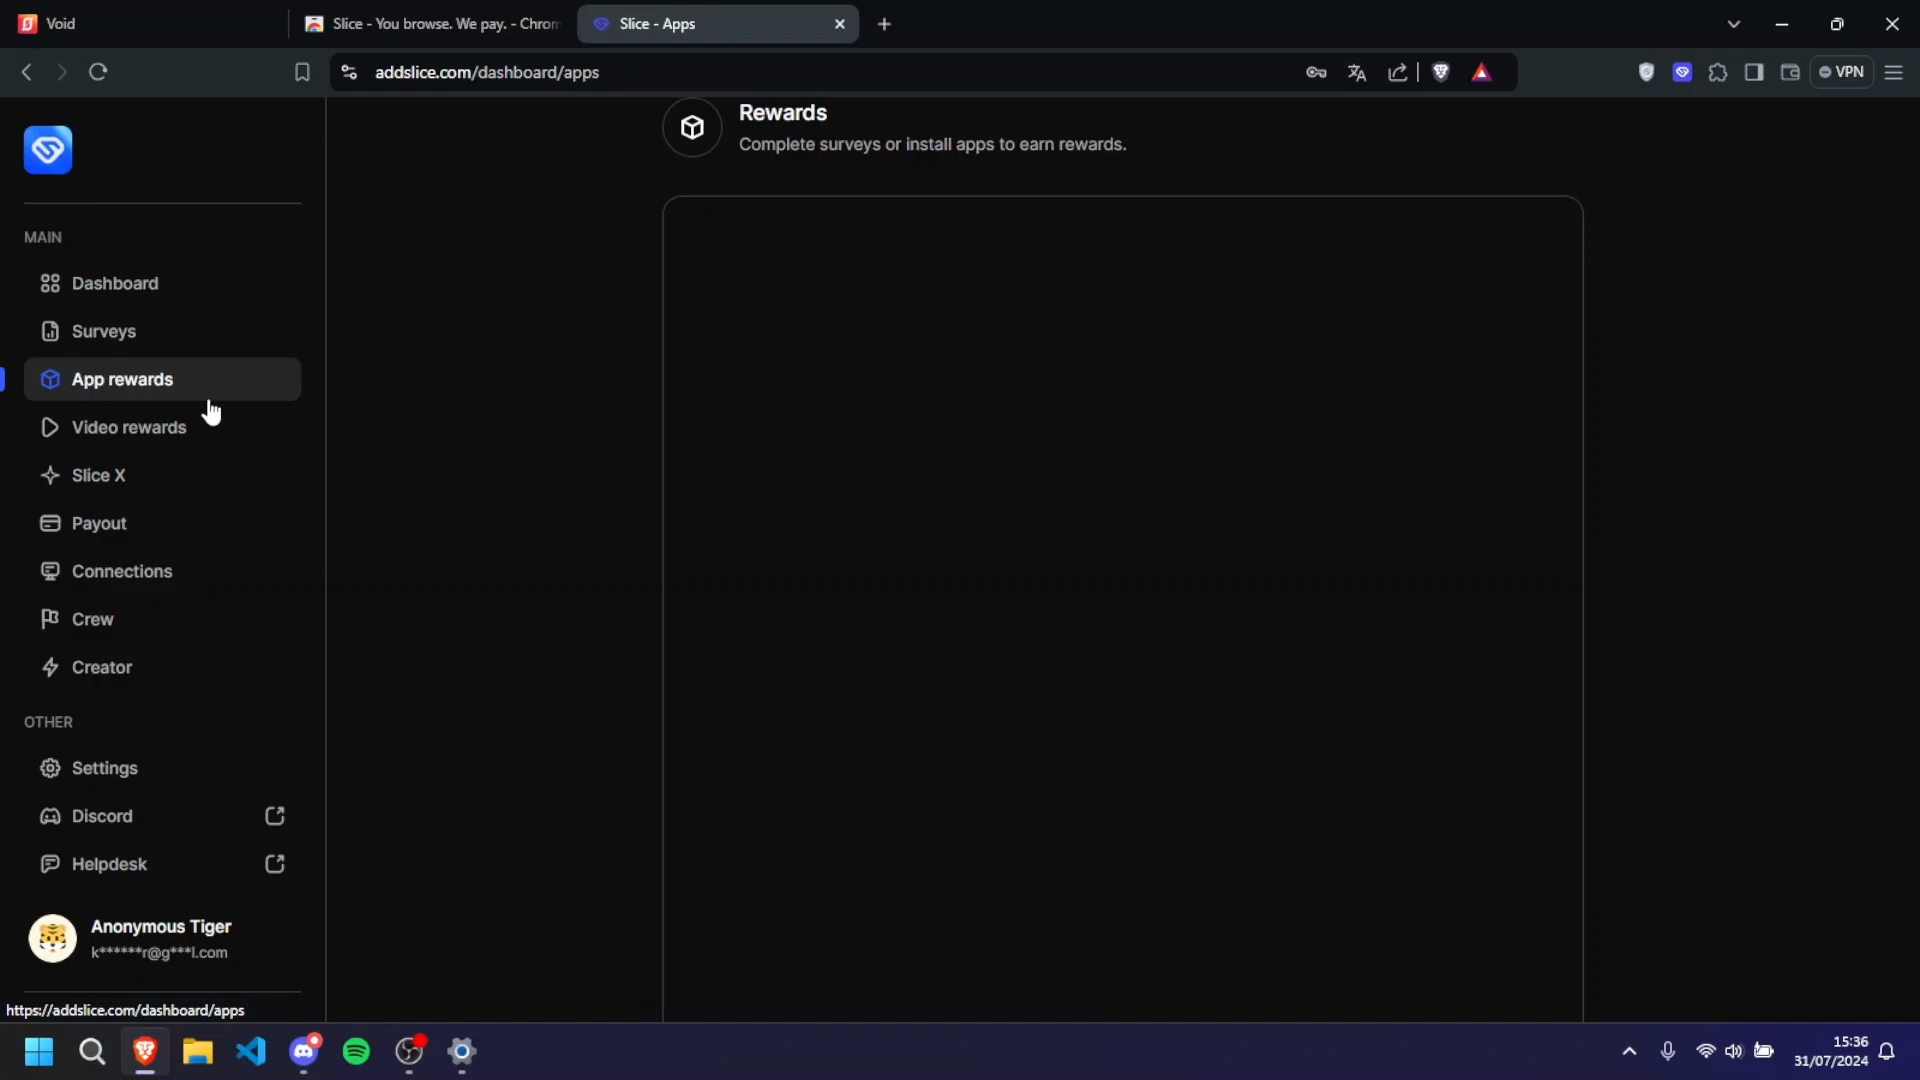 Void
Slice - You browse. We pay. - Chrom
Slice - Apps
addslice.com/dashboard/apps
VPN
Rewards
Complete surveys or install apps to earn rewards.
MAIN
Dashboard
Surveys
App rewards
Video rewards
Slice X
Payout
Connections
Crew
Creator
OTHER
Settings
Discord
Helpdesk
Anonymous Tiger
k******r@g***l.com
https://addslice.com/dashboard/apps
15:36
31/07/2024